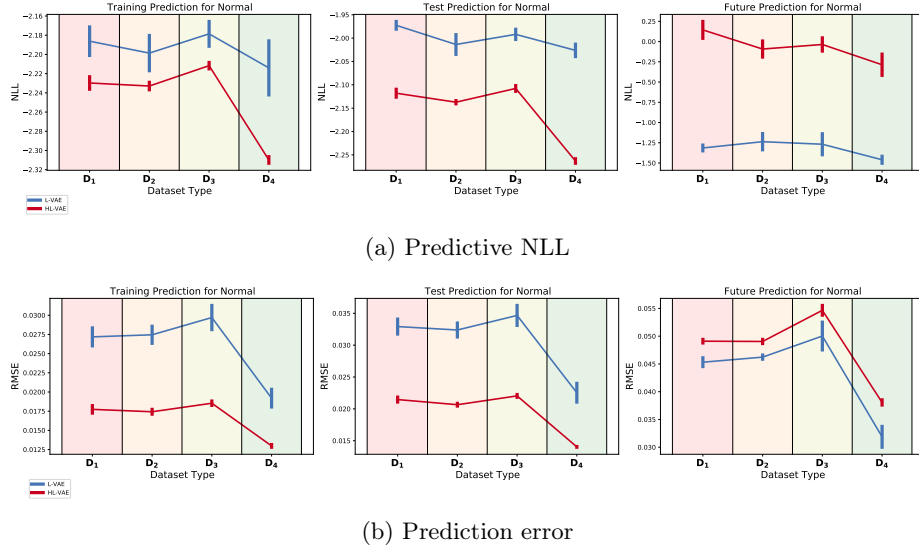 Training Prediction for Normal
Test Prediction for Normal
Future Prediction for Normal
−2.16
−2.18
−2.20
−2.22
−2.24
−2.26
−2.28
−2.30
−2.32
NLL
−1.95
−2.00
−2.05
−2.10
−2.15
−2.20
−2.25
NLL
0.25
0.00
−0.25
−0.50
−0.75
−1.00
−1.25
−1.50
NLL
D1 D2 D3 D4
D1 D2 D3 D4
D1 D2 D3 D4
Dataset Type
Dataset Type
Dataset Type
L-VAE
HL-VAE
(a) Predictive NLL
Training Prediction for Normal
Test Prediction for Normal
Future Prediction for Normal
0.0300
0.0275
0.0250
0.0225
0.0200
0.0175
0.0150
0.0125
RMSE
0.035
0.030
0.025
0.020
0.015
RMSE
0.055
0.050
0.045
0.040
0.035
0.030
RMSE
D1 D2 D3 D4
D1 D2 D3 D4
D1 D2 D3 D4
Dataset Type
Dataset Type
Dataset Type
L-VAE
HL-VAE
(b) Prediction error